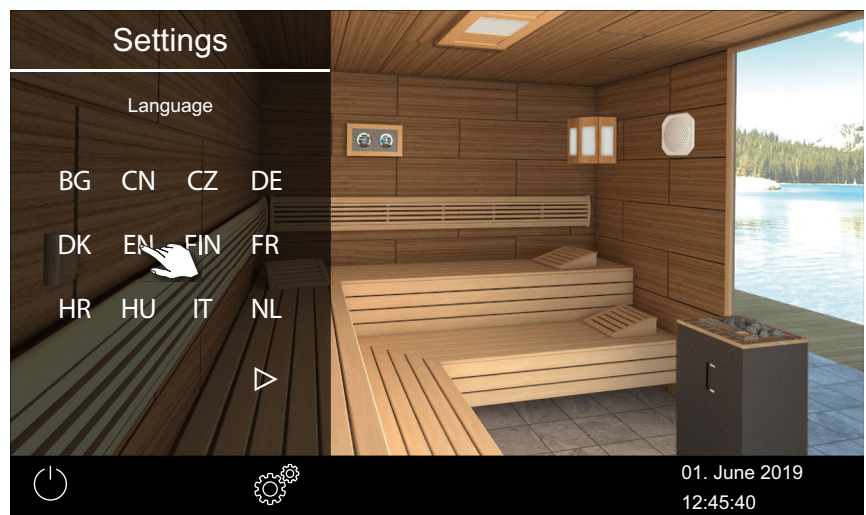 Settings
Language
BG CN CZ DE
DK EN FIN FR
HR HU IT NL
01. June 2019
12:45:40